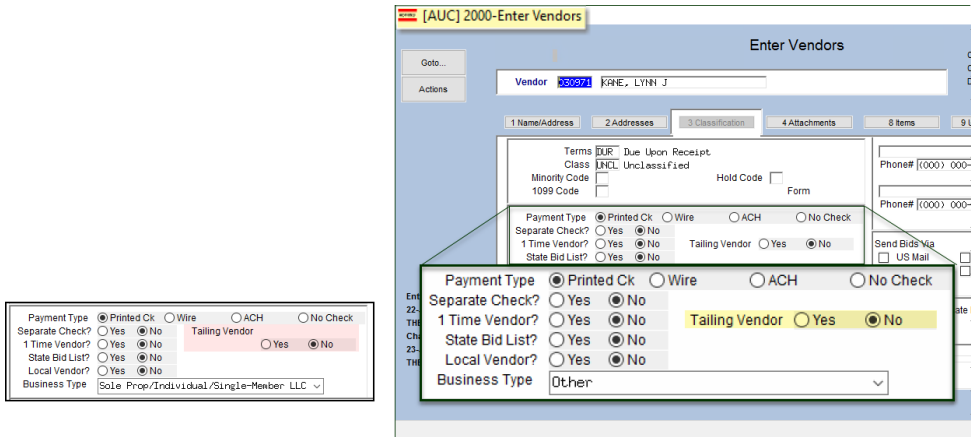 [AUC] 2000-Enter Vendors
Enter Vendors
Goto...
Actions
Vendor 030971 KANE, LYNN J
1 Name/Address 2 Addresses 3 Classification 4 Attachments 8 Items
Terms DUR Due Upon Receipt
Class UNCL Unclassified
Minority Code Hold Code
1099 Code Form
Phone# (000) 000-
Phone# (000) 000-
Payment Type Printed Ck Wire ACH No Check
Separate Check? Yes No
1 Time Vendor? Yes No Tailing Vendor Yes No
State Bid List? Yes No
Send Bids Via
US Mail
Payment Type Printed Ck Wire ACH No Check
Separate Check? Yes No
1 Time Vendor? Yes No Tailing Vendor Yes No
State Bid List? Yes No
Local Vendor? Yes No
Business Type Other
Payment Type Printed Ck Wire ACH No Check
Separate Check? Yes No Tailing Vendor
1 Time Vendor? Yes No Yes No
State Bid List? Yes No
Local Vendor? Yes No
Business Type Sole Prop/Individual/Single-Member LLC